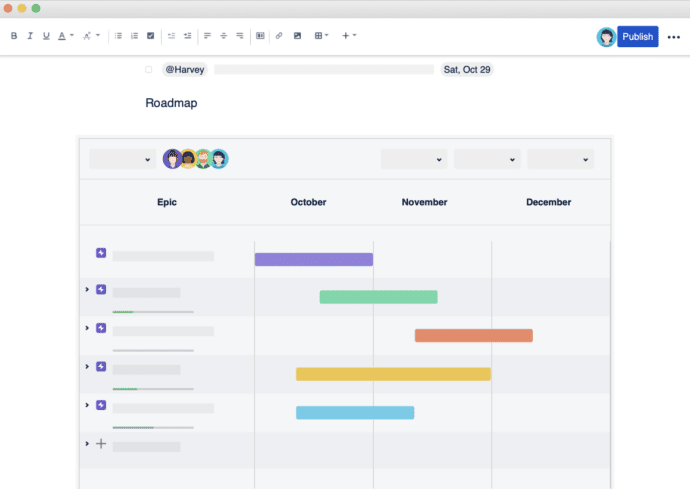 B I U A
Publish
@Harvey Sat, Oct 29
Roadmap
Epic October November December